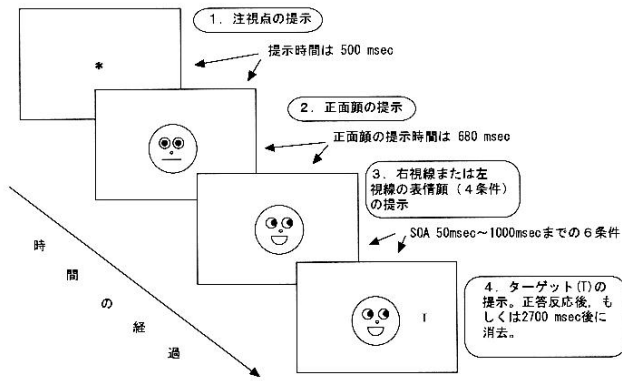 1. 注視点の提示
*
提示時間は 500 msec
2. 正面顔の提示
正面顔の提示時間は 680 msec
3. 右視線または左
視線の表情顔(4条件)
の提示
SOA 50msec~1000msecまでの6条件
4. ターゲット(T)の
提示。正答反応後,も
しくは2700 msec後に
消去。
T
時間の経過